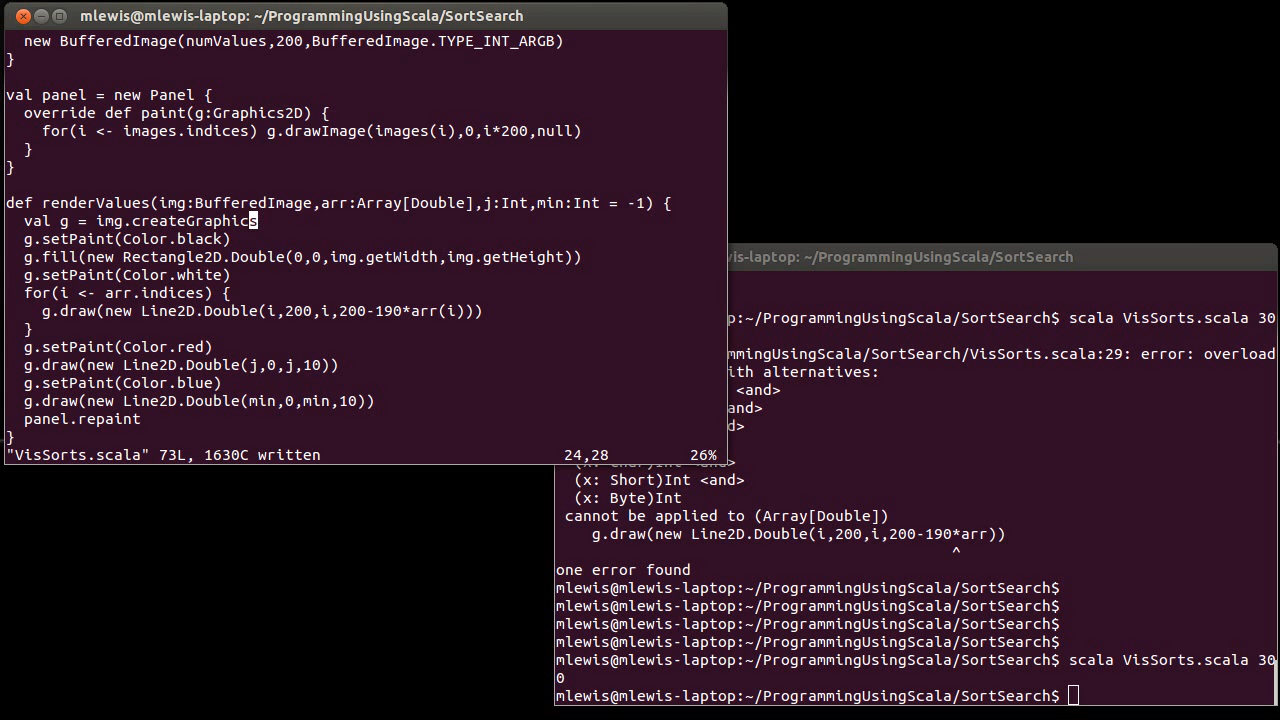 mlewis@mlewis-laptop: ~/ProgrammingUsingScala/SortSearch
new BufferedImage(numValues,200,BufferedImage.TYPE_INT_ARGB)
}
val panel = new Panel {
override def paint(g:Graphics2D) {
for(i <- images.indices) g.drawImage(images(i),0,i*200,null)
}
}
def renderValues(img:BufferedImage,arr:Array[Double],j:Int,min:Int = -1) {
val g = img.createGraphics
g.setPaint(Color.black)
g.fill(new Rectangle2D.Double(0,0,img.getWidth,img.getHeight))
g.setPaint(Color.white)
for(i <- arr.indices) {
g.draw(new Line2D.Double(i,200,i,200-190*arr(i)))
}
g.setPaint(Color.red)
g.draw(new Line2D.Double(j,0,j,10))
g.setPaint(Color.blue)
g.draw(new Line2D.Double(min,0,min,10))
panel.repaint
}
"VisSorts.scala" 73L, 1630C written 24,28 26%
is-laptop: ~/ProgrammingUsingScala/SortSearch
p:~/ProgrammingUsingScala/SortSearch$ scala VisSorts.scala 30
mmingUsingScala/SortSearch/VisSorts.scala:29: error: overload
ith alternatives:
<and>
and>
d>
(x: Char)Int <and>
(x: Short)Int <and>
(x: Byte)Int
cannot be applied to (Array[Double])
g.draw(new Line2D.Double(i,200,i,200-190*arr))
^
one error found
mlewis@mlewis-laptop:~/ProgrammingUsingScala/SortSearch$
mlewis@mlewis-laptop:~/ProgrammingUsingScala/SortSearch$
mlewis@mlewis-laptop:~/ProgrammingUsingScala/SortSearch$
mlewis@mlewis-laptop:~/ProgrammingUsingScala/SortSearch$
mlewis@mlewis-laptop:~/ProgrammingUsingScala/SortSearch$ scala VisSorts.scala 30
0
mlewis@mlewis-laptop:~/ProgrammingUsingScala/SortSearch$